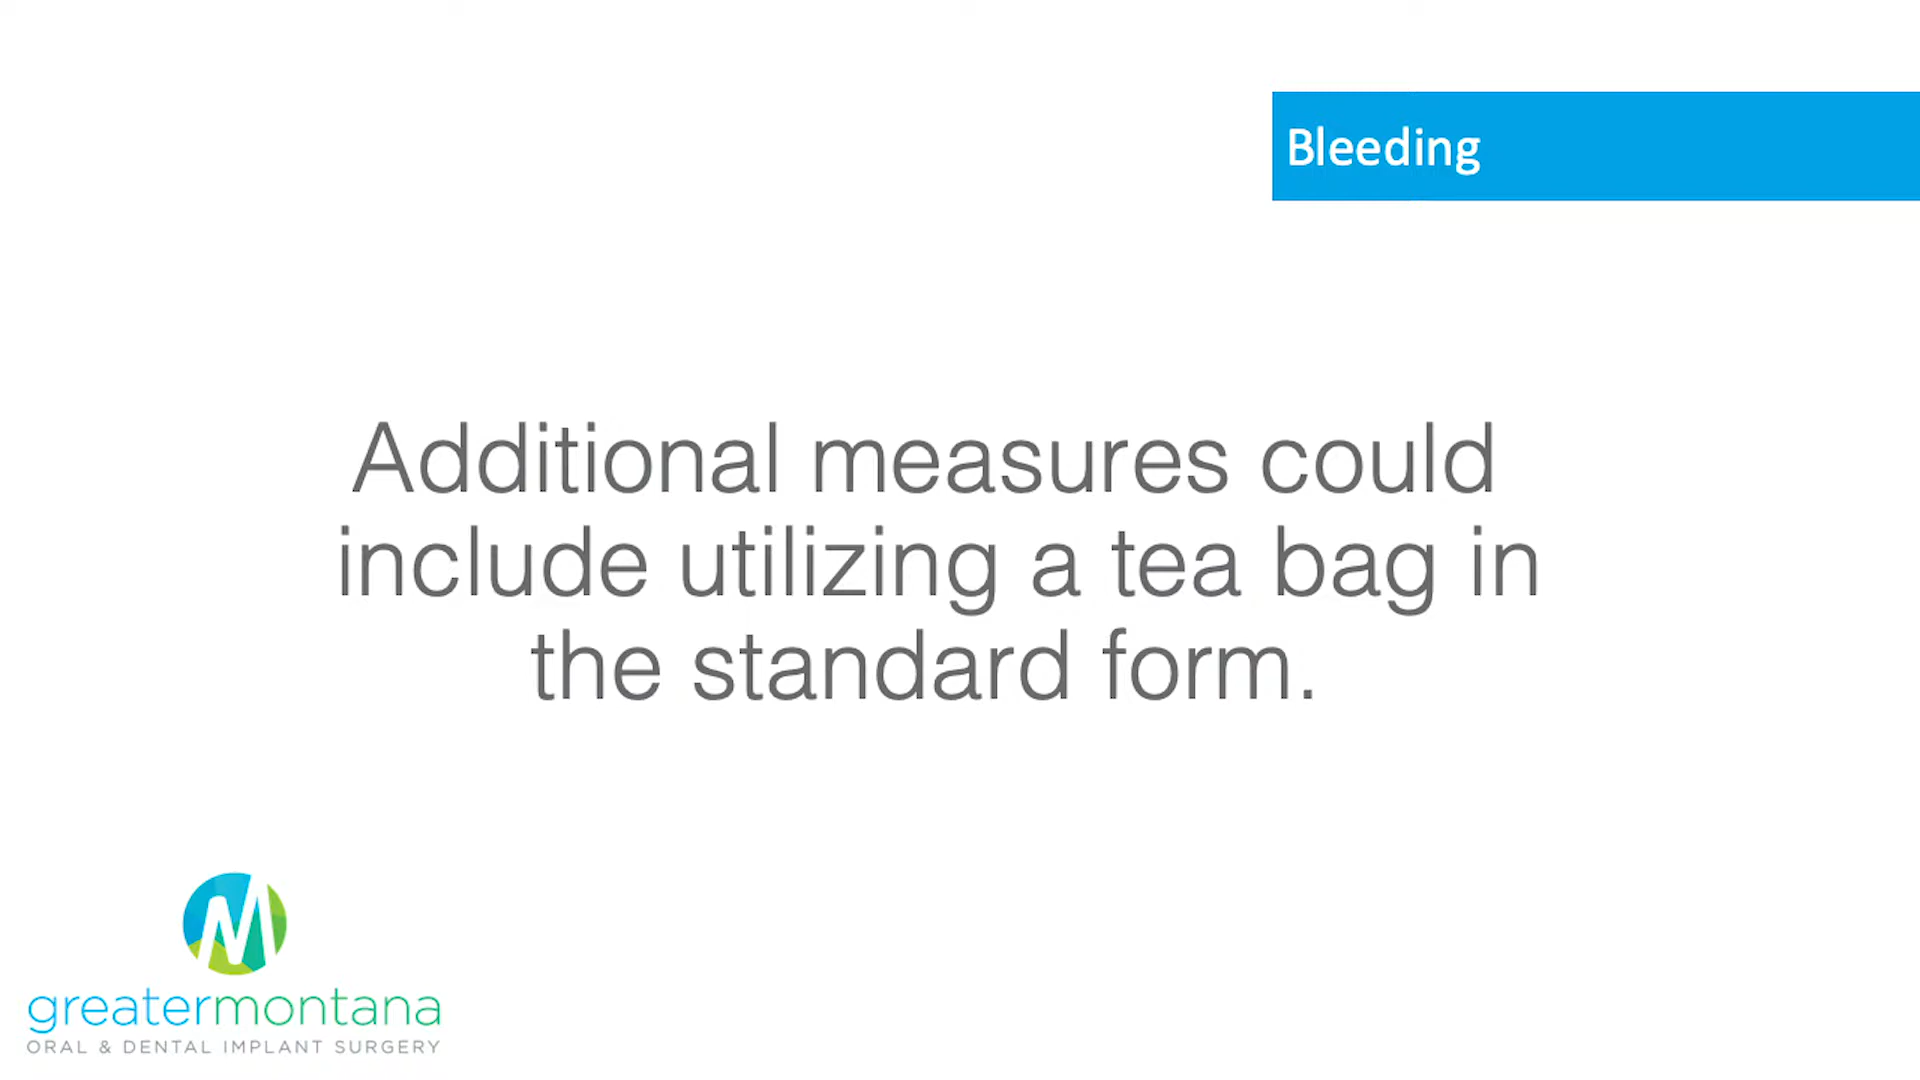 Bleeding
Additional measures could
include utilizing a tea bag in
the standard form.
M
greatermontana
ORAL & DENTAL IMPLANT SURGERY